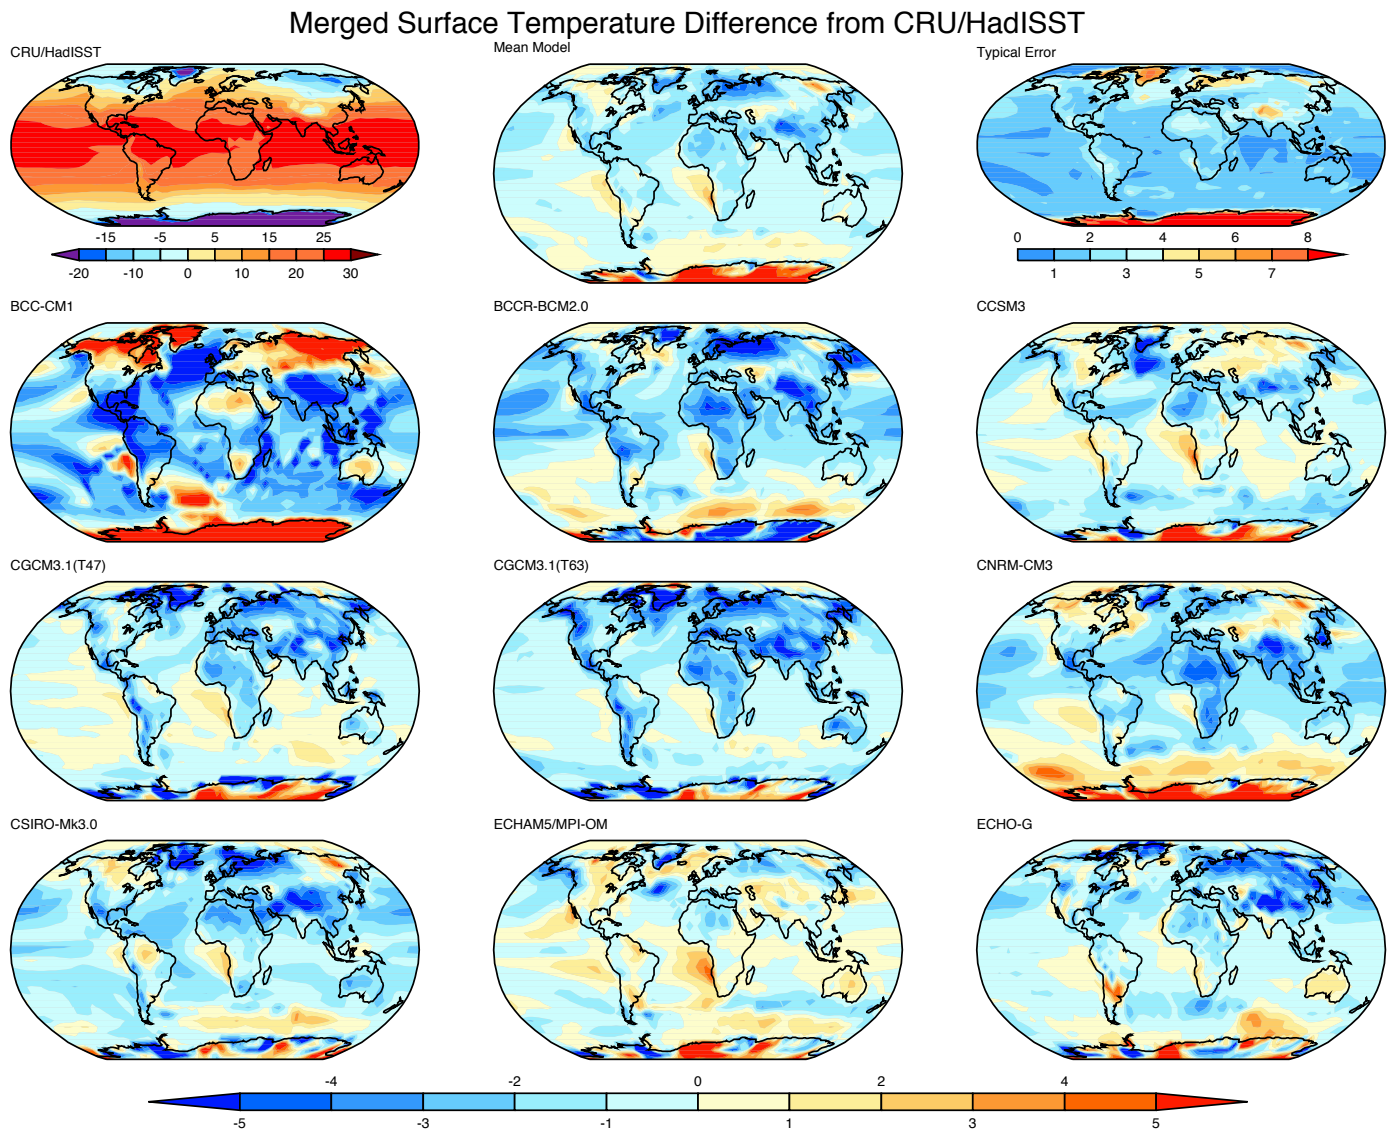 Merged Surface Temperature Difference from CRU/HadISST
CRU/HadISST
Mean Model
Typical Error
-15 -5 5 15 25
-20 -10 0 10 20 30
0 2 4 6 8
1 3 5 7
BCC-CM1
BCCR-BCM2.0
CCSM3
CGCM3.1(T47)
CGCM3.1(T63)
CNRM-CM3
CSIRO-Mk3.0
ECHAM5/MPI-OM
ECHO-G
-4 -2 0 2 4
-5 -3 -1 1 3 5